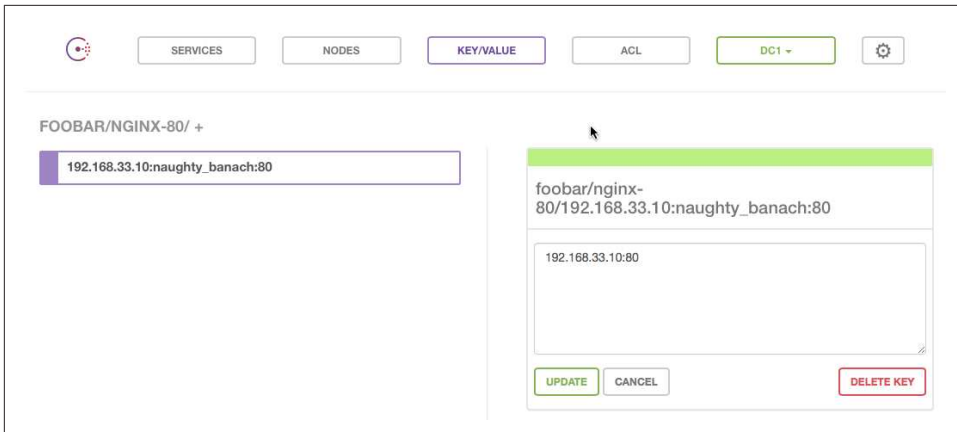 SERVICES NODES KEY/VALUE ACL DC1
FOOBAR/NGINX-80/ +
192.168.33.10:naughty_banach:80
foobar/nginx-
80/192.168.33.10:naughty_banach:80
192.168.33.10:80
UPDATE CANCEL DELETE KEY